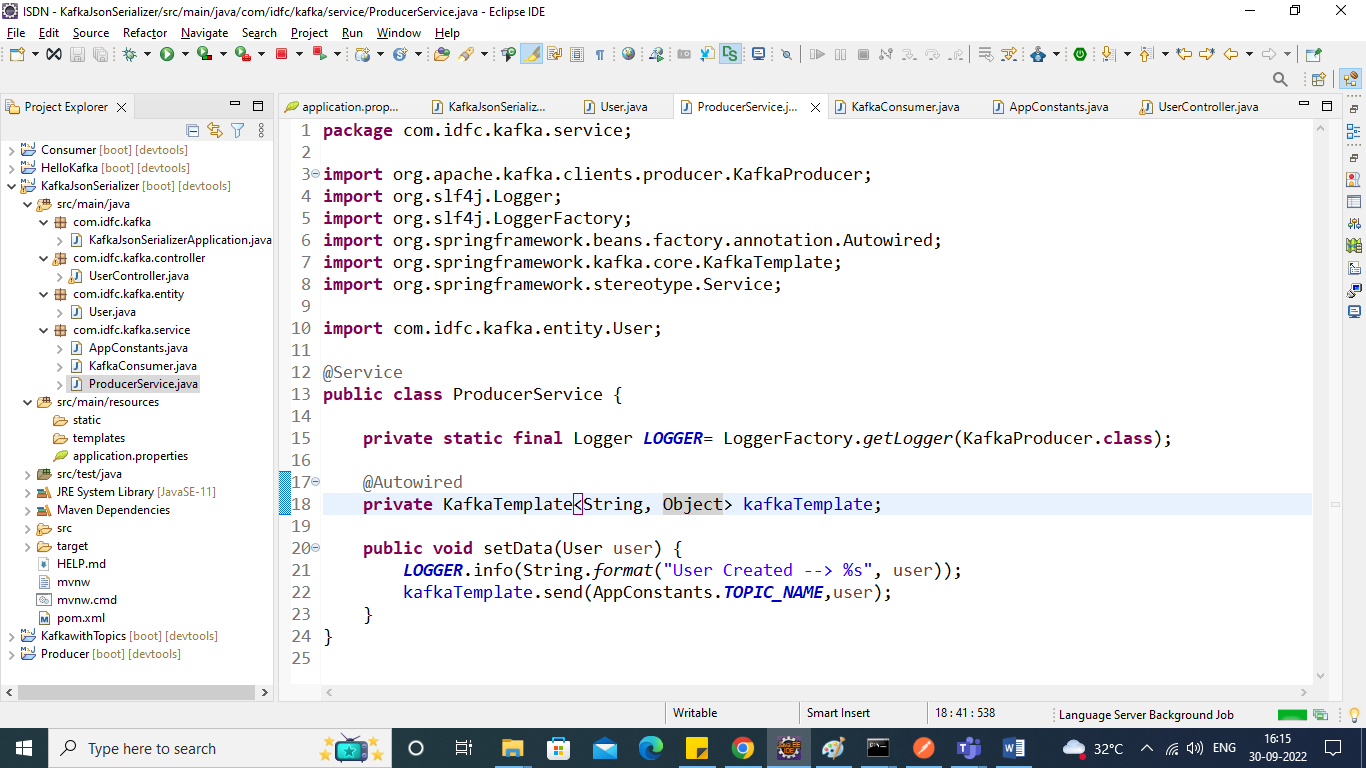 ISDN - KafkaJsonSerializer/src/main/java/com/idfc/kafka/service/ProducerService.java - Eclipse IDE
File Edit Source Refactor Navigate Search Project Run Window Help
Project Explorer
application.prop...
KafkaJsonSerializ...
User.java
ProducerService.j...
KafkaConsumer.java
AppConstants.java
UserController.java
Consumer [boot] [devtools]
HelloKafka [boot] [devtools]
KafkaJsonSerializer [boot] [devtools]
src/main/java
com.idfc.kafka
KafkaJsonSerializerApplication.java
com.idfc.kafka.controller
UserController.java
com.idfc.kafka.entity
User.java
com.idfc.kafka.service
AppConstants.java
KafkaConsumer.java
ProducerService.java
src/main/resources
static
templates
application.properties
src/test/java
JRE System Library [JavaSE-11]
Maven Dependencies
src
target
HELP.md
mvnw
mvnw.cmd
pom.xml
KafkawithTopics [boot] [devtools]
Producer [boot] [devtools]
1 package com.idfc.kafka.service;
2
3 import org.apache.kafka.clients.producer.KafkaProducer;
4 import org.slf4j.Logger;
5 import org.slf4j.LoggerFactory;
6 import org.springframework.beans.factory.annotation.Autowired;
7 import org.springframework.kafka.core.KafkaTemplate;
8 import org.springframework.stereotype.Service;
9
10 import com.idfc.kafka.entity.User;
11
12 @Service
13 public class ProducerService {
14
15 private static final Logger LOGGER= LoggerFactory.getLogger(KafkaProducer.class);
16
17 @Autowired
18 private KafkaTemplate<String, Object> kafkaTemplate;
19
20 public void setData(User user) {
21 LOGGER.info(String.format("User Created --> %s", user));
22 kafkaTemplate.send(AppConstants.TOPIC_NAME,user);
23 }
24 }
25
Writable Smart Insert 18 : 41 : 538 Language Server Background Job
Type here to search
32°C ENG
16:15
30-09-2022